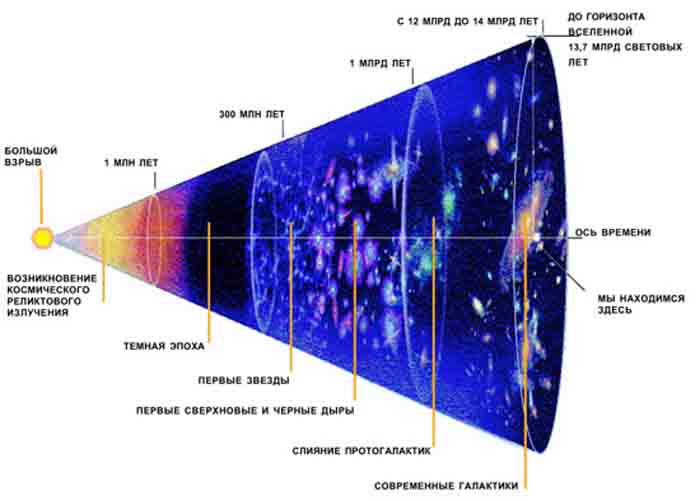 С 12 МЛРД ДО 14 МЛРД ЛЕТ
ДО ГОРИЗОНТА
ВСЕЛЕННОЙ
13,7 МЛРД СВЕТОВЫХ
ЛЕТ
1 МЛРД ЛЕТ
300 МЛН ЛЕТ
БОЛЬШОЙ
ВЗРЫВ
1 МЛН ЛЕТ
ОСЬ ВРЕМЕНИ
ВОЗНИКНОВЕНИЕ
КОСМИЧЕСКОГО
РЕЛИКТОВОГО
ИЗЛУЧЕНИЯ
МЫ НАХОДИМСЯ
ЗДЕСЬ
ТЕМНАЯ ЭПОХА
ПЕРВЫЕ ЗВЕЗДЫ
ПЕРВЫЕ СВЕРХНОВЫЕ И ЧЕРНЫЕ ДЫРЫ
СЛИЯНИЕ ПРОТОГАЛАКТИК
СОВРЕМЕННЫЕ ГАЛАКТИКИ